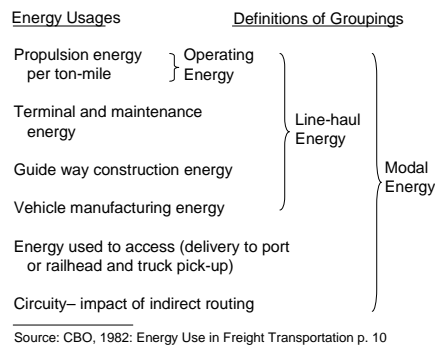 Energy Usages Definitions of Groupings
Propulsion energy
per ton-mile
Operating
Energy
Terminal and maintenance
energy
Line-haul
Energy
Guide way construction energy
Modal
Energy
Vehicle manufacturing energy
Energy used to access (delivery to port
or railhead and truck pick-up)
Circuity– impact of indirect routing
Source: CBO, 1982: Energy Use in Freight Transportation p. 10